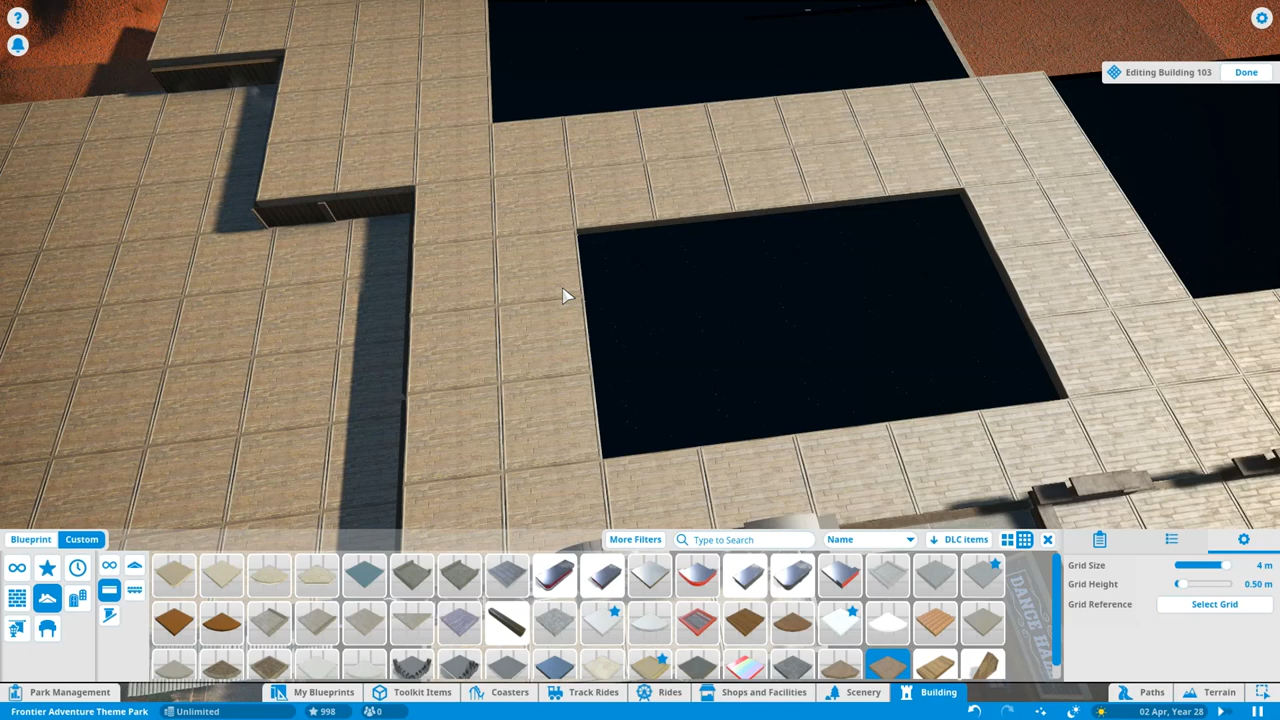 Editing Building 103
Done
Blueprint
Custom
More Filters
Type to Search
Name
DLC items
Grid Size
4 m
Grid Height
0.50 m
Grid Reference
Select Grid
DANCE HAL
Park Management
My Blueprints
Toolkit Items
Coasters
Track Rides
Rides
Shops and Facilities
Scenery
Building
Paths
Terrain
Frontier Adventure Theme Park
Unlimited
998
0
02 Apr, Year 28